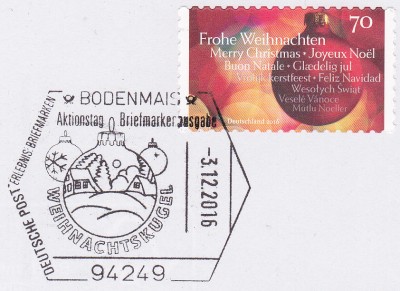 70
Frohe Weihnachten
Merry Christmas • Joyeux Noël
Buon Natale • Glædelig jul
Vrolijk kerstfeest • Feliz Navidad
Wesołych Świąt
Veselé Vánoce
Mutlu Noeller
Deutschland 2016
BODENMAIS
Aktionstag Briefmarkenausgabe
-3.12.2016
WEIHNACHTSKUGEL
DEUTSCHE POST ERLEBNIS BRIEFMARKEN
94249